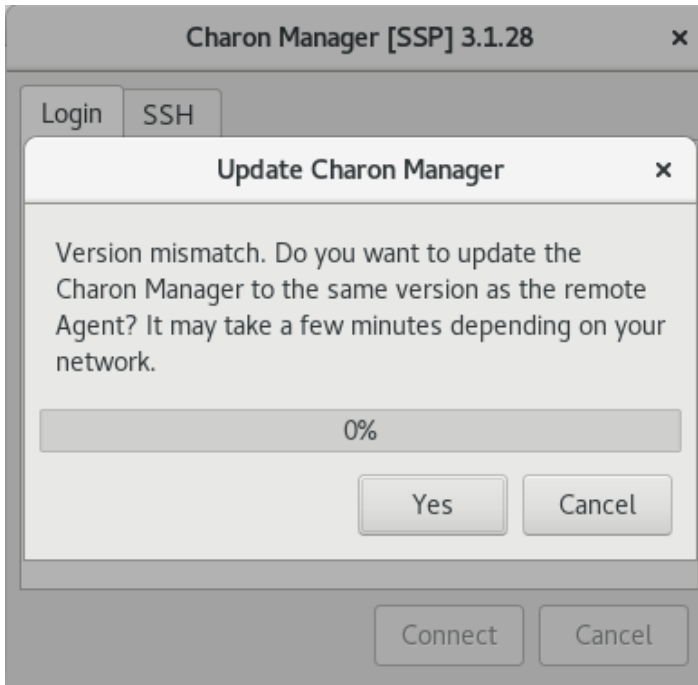 Charon Manager [SSP] 3.1.28
Login SSH
Update Charon Manager
Version mismatch. Do you want to update the
Charon Manager to the same version as the remote
Agent? It may take a few minutes depending on your
network.
0%
Yes Cancel
Connect Cancel